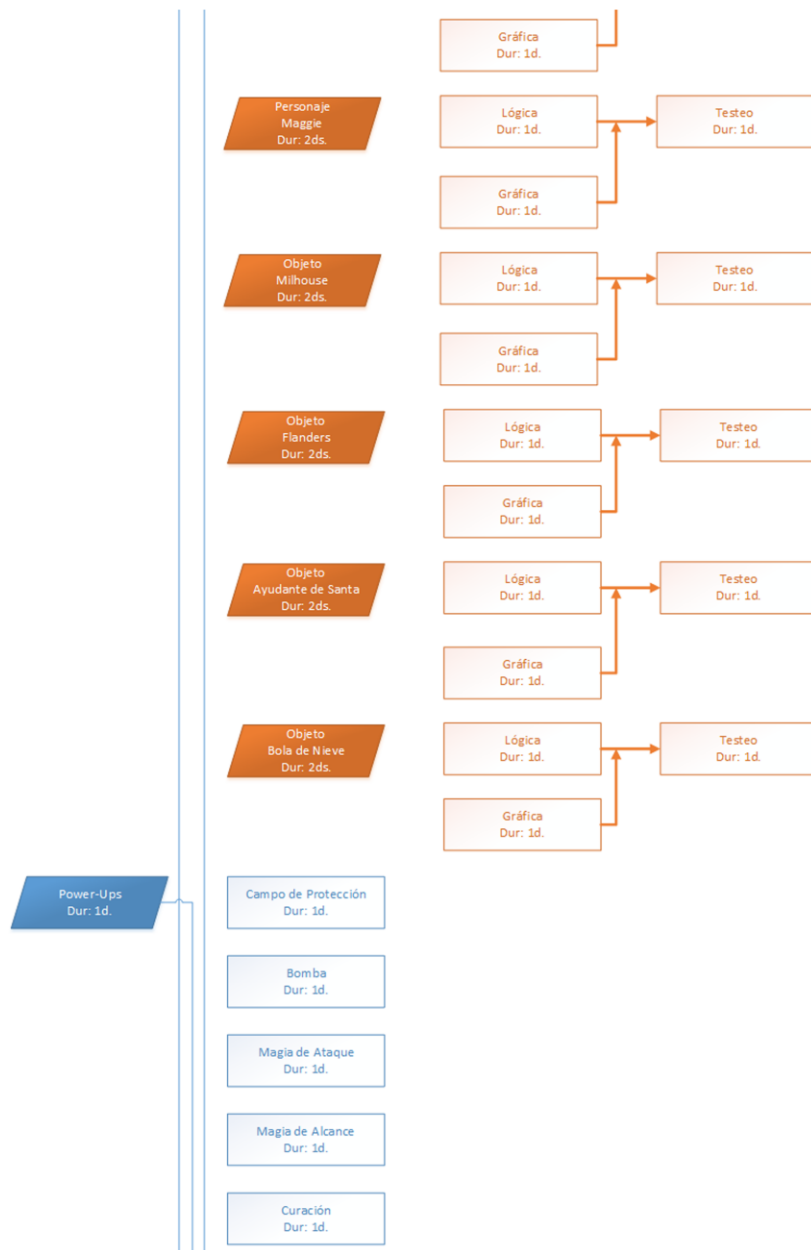 Gráfica
Dur: 1d.
Personaje
Maggie
Dur: 2ds.
Lógica
Dur: 1d.
Testeo
Dur: 1d.
Gráfica
Dur: 1d.
Objeto
Milhouse
Dur: 2ds.
Lógica
Dur: 1d.
Testeo
Dur: 1d.
Gráfica
Dur: 1d.
Objeto
Flanders
Dur: 2ds.
Lógica
Dur: 1d.
Testeo
Dur: 1d.
Gráfica
Dur: 1d.
Objeto
Ayudante de Santa
Dur: 2ds.
Lógica
Dur: 1d.
Testeo
Dur: 1d.
Gráfica
Dur: 1d.
Objeto
Bola de Nieve
Dur: 2ds.
Lógica
Dur: 1d.
Testeo
Dur: 1d.
Gráfica
Dur: 1d.
Power-Ups
Dur: 1d.
Campo de Protección
Dur: 1d.
Bomba
Dur: 1d.
Magia de Ataque
Dur: 1d.
Magia de Alcance
Dur: 1d.
Curación
Dur: 1d.